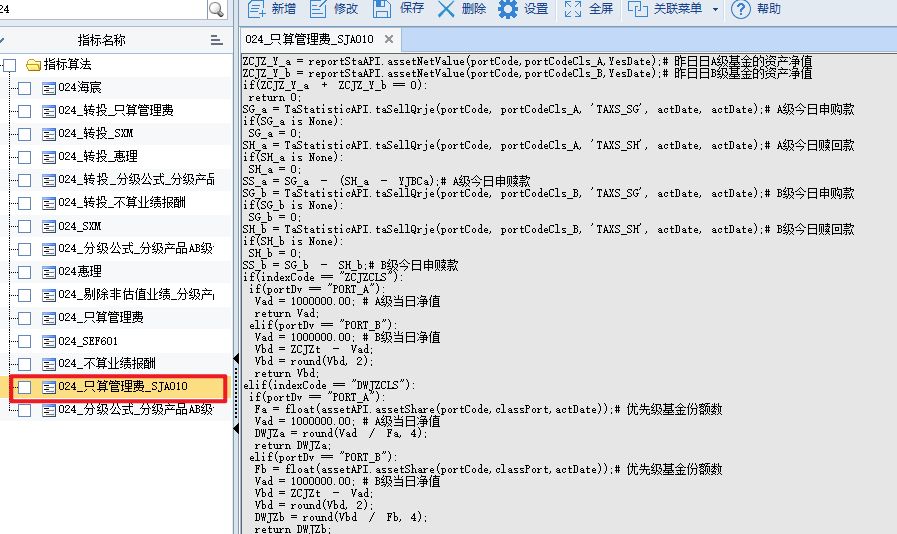 24
新增 修改 保存 删除 设置 全屏 关联菜单 帮助
指标名称
指标算法
024海宸
024_转投_只算管理费
024_转投_SXM
024_转投_惠理
024_转投_分级公式_分级产品
024_转投_不算业绩报酬
024_SXM
024_分级公式_分级产品AB级
024惠理
024_剔除非估值业绩_分级产
024_只算管理费
024_SEF601
024_不算业绩报酬
024_只算管理费_SJA010
024_分级公式_分级产品AB级
024_只算管理费_SJA010
ZCJZ_Y_a = reportStaAPI.assetNetValue(portCode,portCodeCls_A,YesDate);# 昨日日A级基金的资产净值
ZCJZ_Y_b = reportStaAPI.assetNetValue(portCode,portCodeCls_B,YesDate);# 昨日日B级基金的资产净值
if(ZCJZ_Y_a + ZCJZ_Y_b == 0):
return 0;
SG_a = TaStatisticAPI.taSellQrje(portCode, portCodeCls_A, 'TAXS_SG', actDate, actDate);# A级今日申购款
if(SG_a is None):
SG_a = 0;
SH_a = TaStatisticAPI.taSellQrje(portCode, portCodeCls_A, 'TAXS_SH', actDate, actDate);# A级今日赎回款
if(SH_a is None):
SH_a = 0;
SS_a = SG_a - (SH_a - YJBCa);# A级今日申赎款
SG_b = TaStatisticAPI.taSellQrje(portCode, portCodeCls_B, 'TAXS_SG', actDate, actDate);# B级今日申购款
if(SG_b is None):
SG_b = 0;
SH_b = TaStatisticAPI.taSellQrje(portCode, portCodeCls_B, 'TAXS_SH', actDate, actDate);# B级今日赎回款
if(SH_b is None):
SH_b = 0;
SS_b = SG_b - SH_b;# B级今日申赎款
if(indexCode == "ZCJZCLS"):
if(portDv == "PORT_A"):
Vad = 1000000.00; # A级当日净值
return Vad;
elif(portDv == "PORT_B"):
Vad = 1000000.00; # B级当日净值
Vbd = ZCJZt - Vad;
Vbd = round(Vbd, 2);
return Vbd;
elif(indexCode == "DWJZCLS"):
if(portDv == "PORT_A"):
Fa = float(assetAPI.assetShare(portCode,classPort,actDate));# 优先级基金份额数
Vad = 1000000.00; # A级当日净值
DWJZa = round(Vad / Fa, 4);
return DWJZa;
elif(portDv == "PORT_B"):
Fb = float(assetAPI.assetShare(portCode,classPort,actDate));# 优先级基金份额数
Vad = 1000000.00; # B级当日净值
Vbd = ZCJZt - Vad;
Vbd = round(Vbd, 2);
DWJZb = round(Vbd / Fb, 4);
return DWJZb;